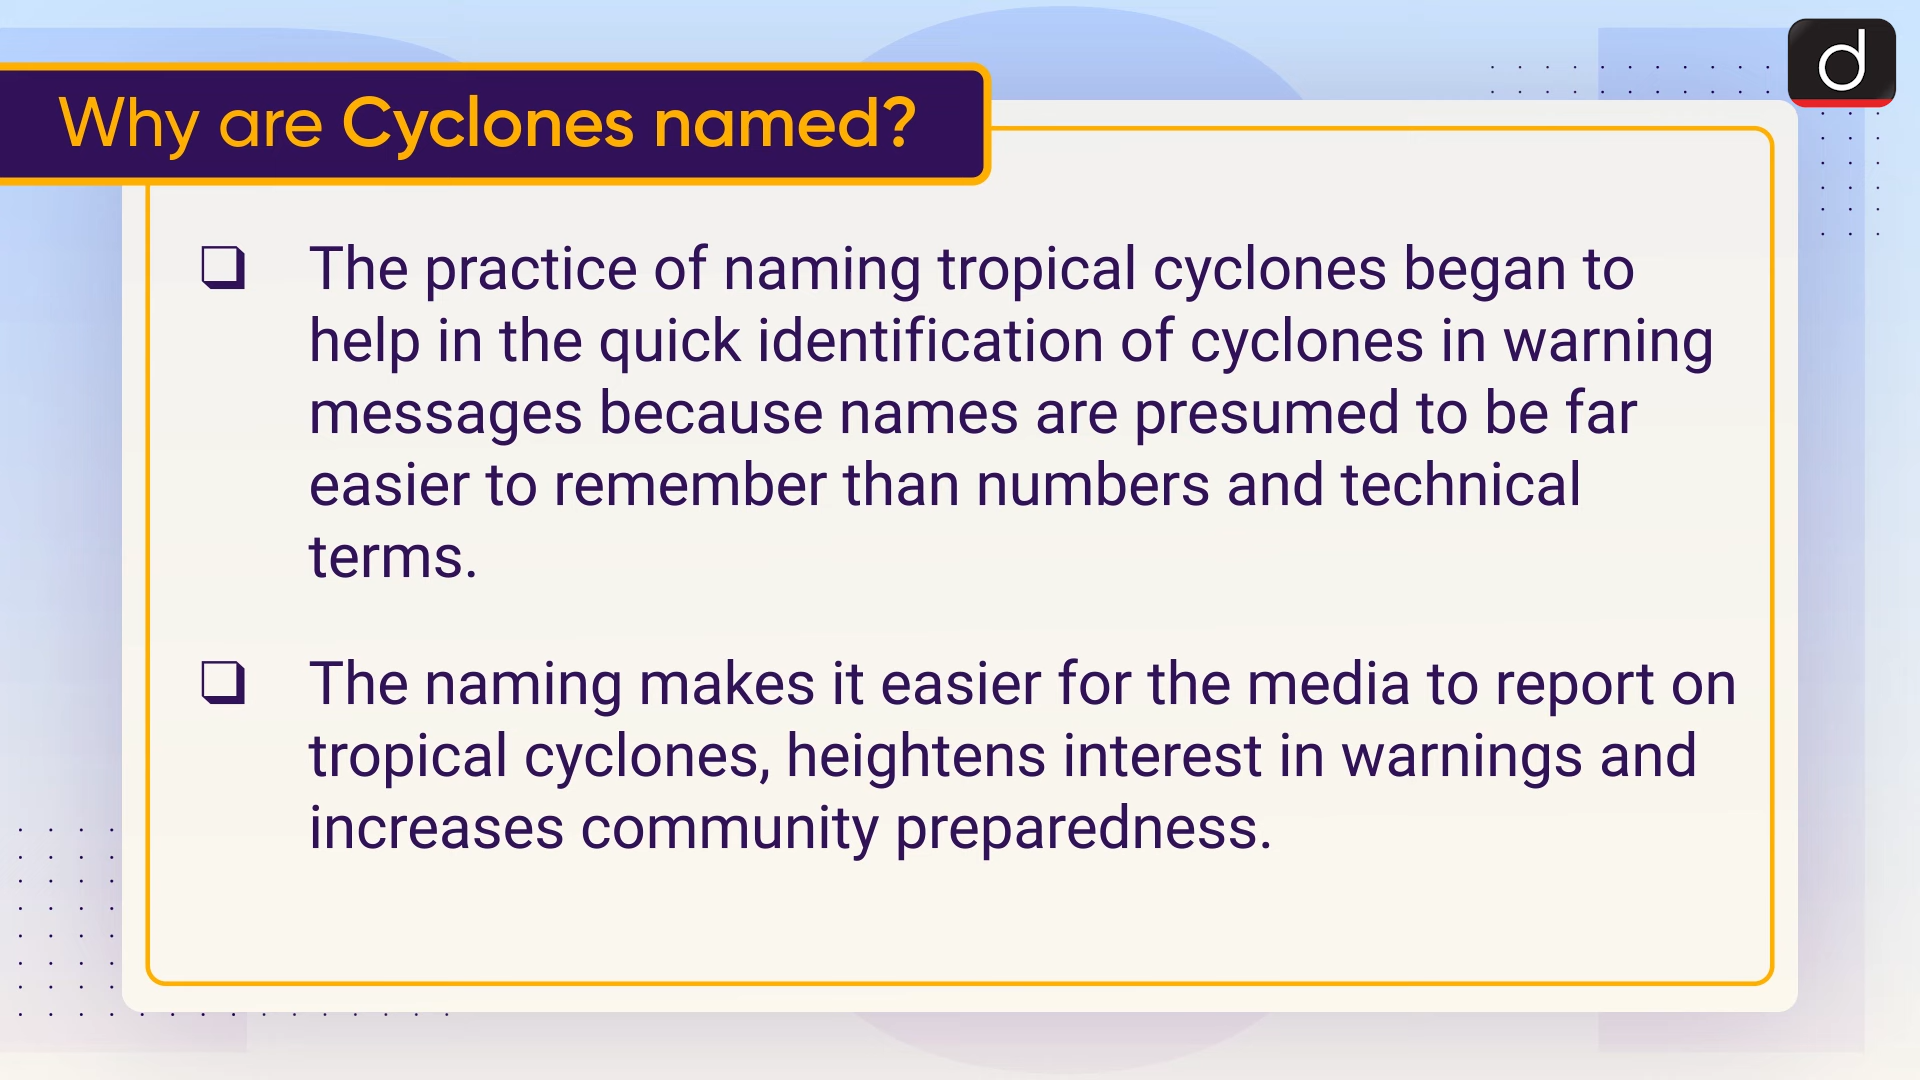 Why are Cyclones named?
d
❑ The practice of naming tropical cyclones began to
help in the quick identification of cyclones in warning
messages because names are presumed to be far
easier to remember than numbers and technical
terms.
❑ The naming makes it easier for the media to report on
tropical cyclones, heightens interest in warnings and
increases community preparedness.